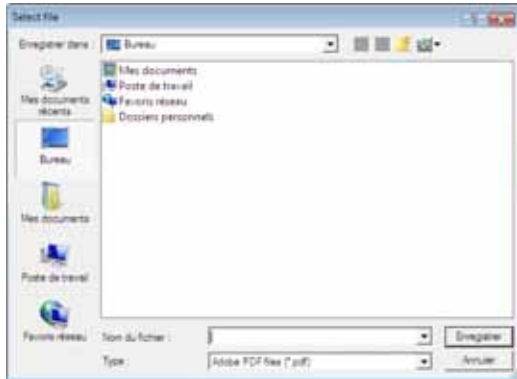 Select file
Enregistrer dans : Bureau
Mes documents
Poste de travail
Favoris réseau
Dossiers personnels
Mes documents
récents
Bureau
Mes documents
Poste de travail
Favoris réseau
Nom du fichier :
Enregistrer
Type :
Adobe PDF files (*.pdf)
Annuler